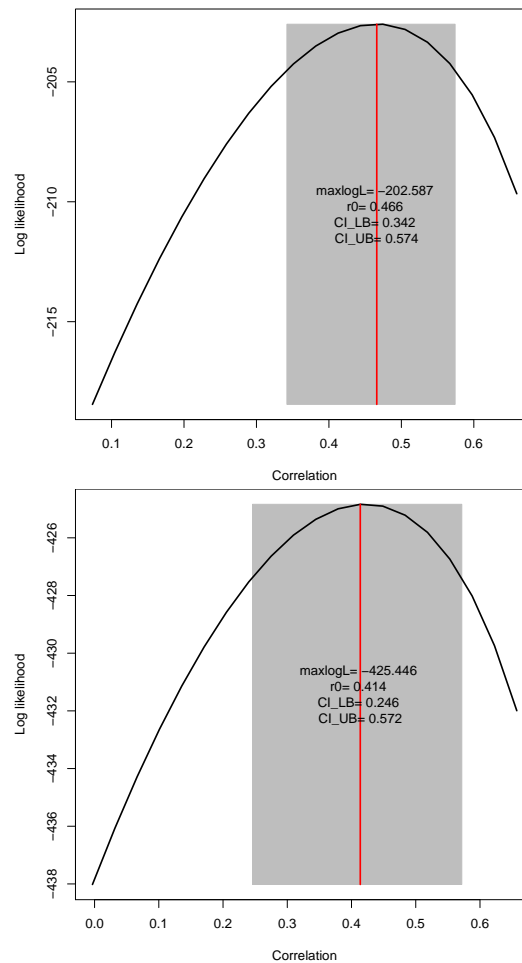 −205
−210
−215
Log likelihood
maxlogL= −202.587
r0= 0.466
CI_LB= 0.342
CI_UB= 0.574
0.1 0.2 0.3 0.4 0.5 0.6
Correlation
−426
−428
−430
−432
−434
−436
−438
Log likelihood
maxlogL= −425.446
r0= 0.414
CI_LB= 0.246
CI_UB= 0.572
0.0 0.1 0.2 0.3 0.4 0.5 0.6
Correlation